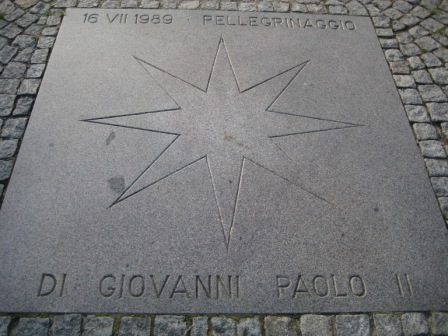 16 VII 1989 · PELLEGRINAGGIO
DI GIOVANNI PAOLO II